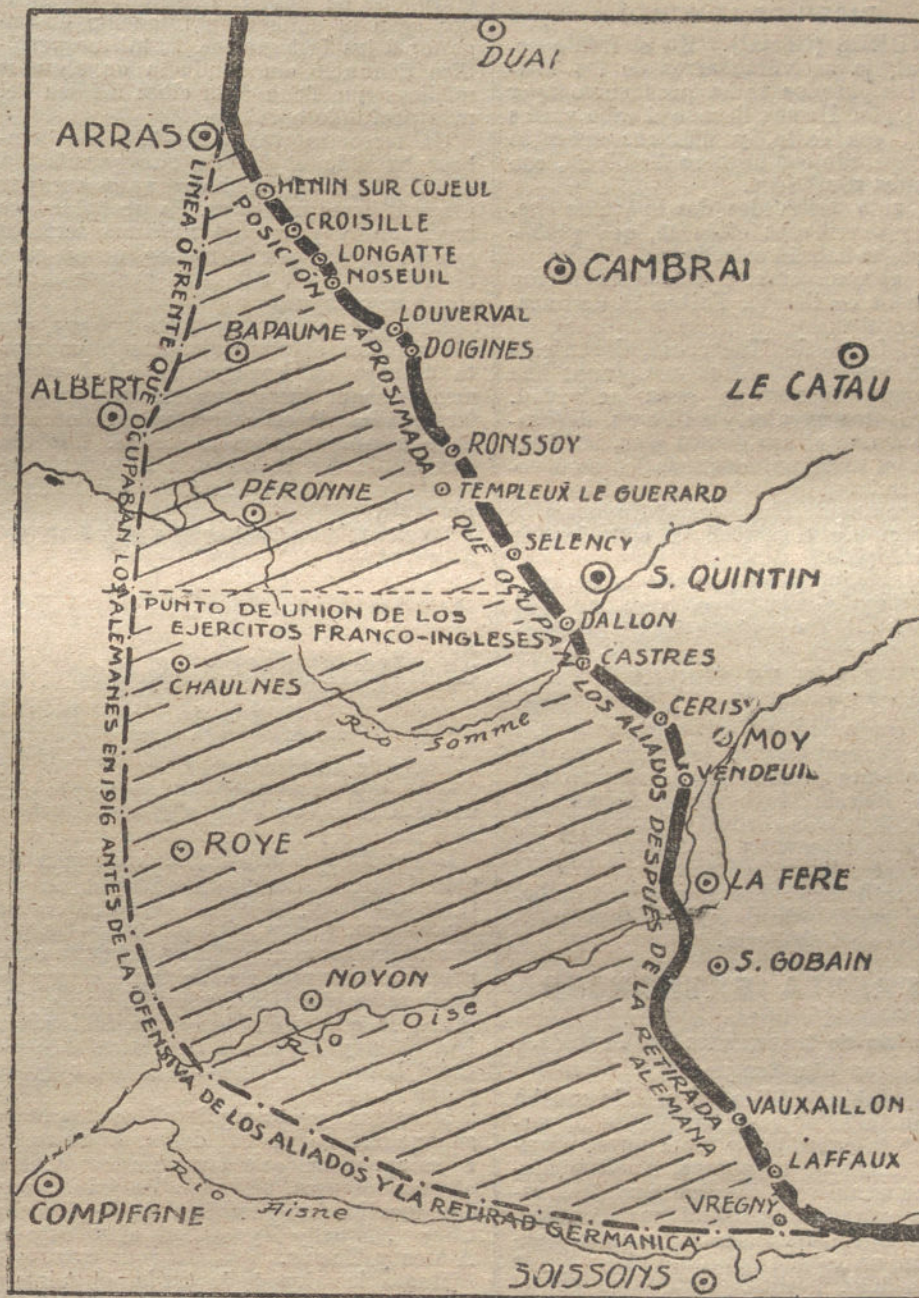 DUAI
ARRAS
HENIN SUR COJEUL
CROISILLE
LONGATTE
NOSEUIL
CAMBRAI
LOUVERVAL
DOIGINES
BAPAUME
LE CATAU
ALBERT
RONSSOY
PERONNE
TEMPLEUX LE GUERARD
SELENCY
S. QUINTIN
PUNTO DE UNION DE LOS
EJERCITOS FRANCO-INGLESES
DALLON
CASTRES
CHAULNES
CERISY
Rio Somme
MOY
VENDEUIL
ROYE
LA FERE
S. GOBAIN
NOYON
Rio Oise
VAUXAILLON
LAFFAUX
VREGNY
COMPIEGNE
Rio Aisne
SOISSONS
LINEA Ó FRENTE QUE OCUPABAN LOS ALEMANES EN 1916 ANTES DE LA OFENSIVA DE LOS ALIADOS Y LA RETIRAD GERMANICA
POSICIÓN APROSIMADA QUE OCUPAN LOS ALIADOS DESPUÉS DE LA RETIRADA
ALEMANA